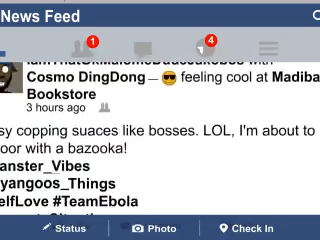 News Feed
1
4
Cosmo DingDong — 😎 feeling cool at Madiba
Bookstore
3 hours ago
sy copping suaces like bosses. LOL, I'm about to
oor with a bazooka!
anster_Vibes
yangoos_Things
elfLove #TeamEbola
Status
Photo
Check In